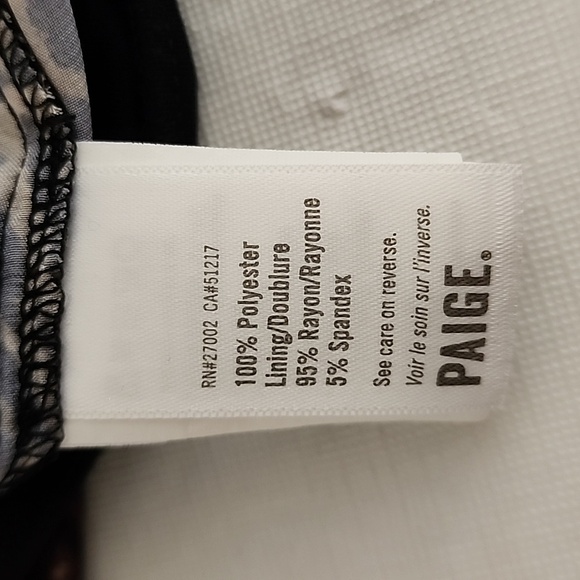 RN#27002 CA#51217
100% Polyester
Lining/Doublure
95% Rayon/Rayonne
5% Spandex
See care on reverse.
Voir le soin sur l'inverse.
PAIGE®